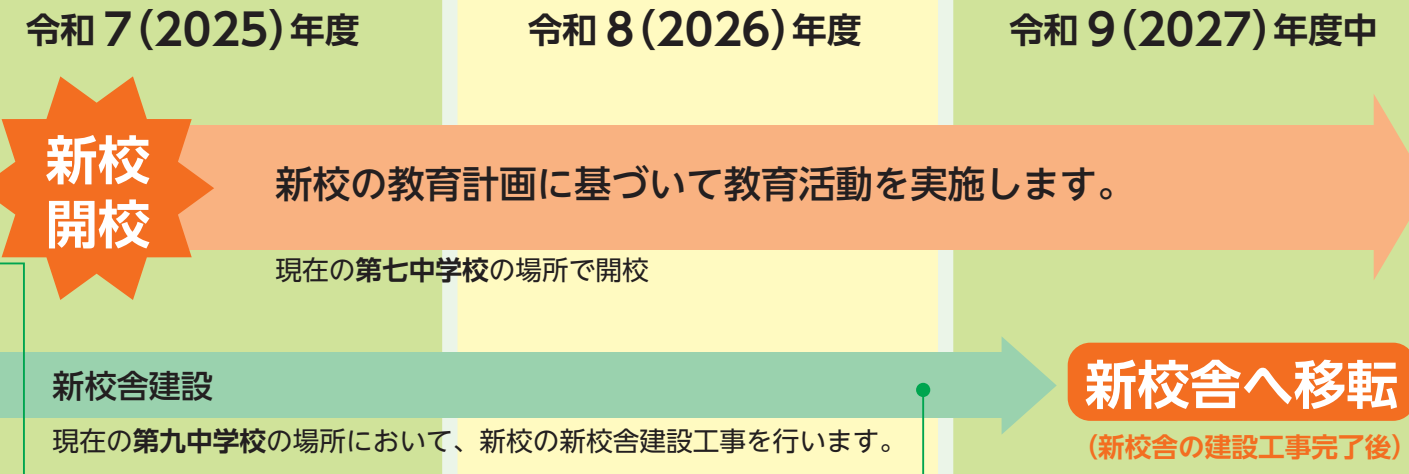 令和7(2025)年度
令和8(2026)年度
令和9(2027)年度中
新校
開校
新校の教育計画に基づいて教育活動を実施します。
現在の第七中学校の場所で開校
新校舎建設
現在の第九中学校の場所において、新校の新校舎建設工事を行います。
新校舎へ移転
(新校舎の建設工事完了後)